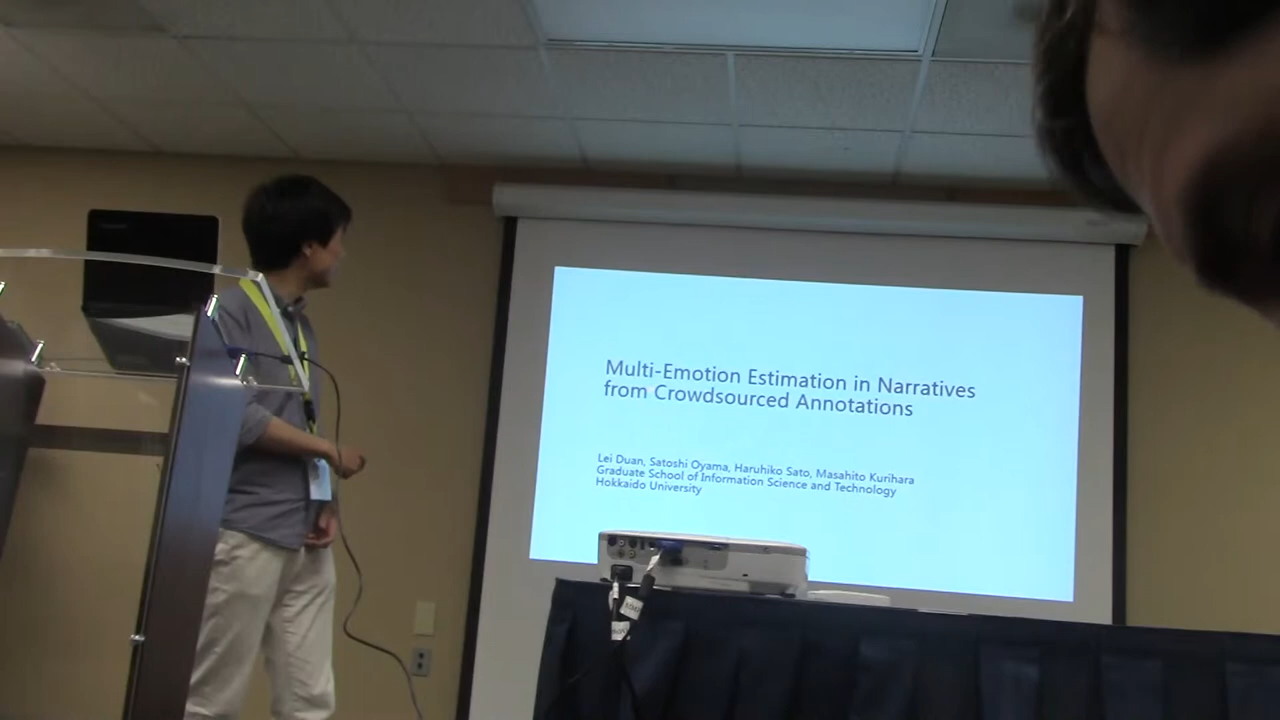 Multi-Emotion Estimation in Narratives
from Crowdsourced Annotations
Lei Duan, Satoshi Oyama, Haruhiko Sato, Masahito Kurihara
Graduate School of Information Science and Technology
Hokkaido University